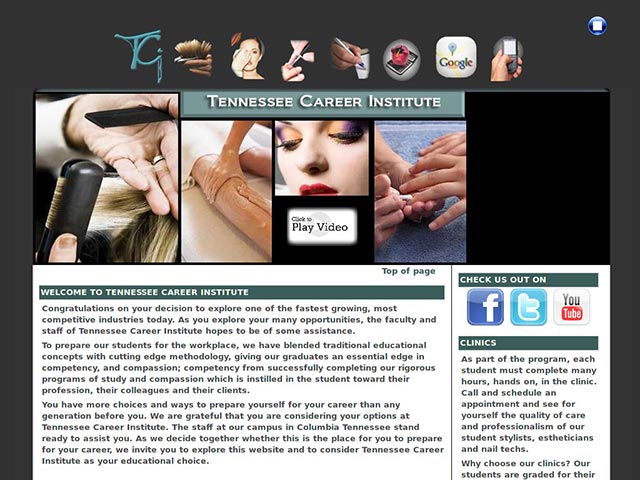 TCi
Google
TENNESSEE CAREER INSTITUTE
Click to
Play Video
Top of page
WELCOME TO TENNESSEE CAREER INSTITUTE
Congratulations on your decision to explore one of the fastest growing, most
competitive industries today. As you explore your many opportunities, the faculty and
staff of Tennessee Career Institute hopes to be of some assistance.
To prepare our students for the workplace, we have blended traditional educational
concepts with cutting edge methodology, giving our graduates an essential edge in
competency, and compassion; competency from successfully completing our rigorous
programs of study and compassion which is instilled in the student toward their
profession, their colleagues and their clients.
You have more choices and ways to prepare yourself for your career than any
generation before you. We are grateful that you are considering your options at
Tennessee Career Institute. The staff at our campus in Columbia Tennessee stand
ready to assist you. As we decide together whether this is the place for you to prepare
for your career, we invite you to explore this website and to consider Tennessee Career
Institute as your educational choice.
CHECK US OUT ON
f
t
You
Tube
CLINICS
As part of the program, each
student must complete many
hours, hands on, in the clinic.
Call and schedule an
appointment and see for
yourself the quality of care
and professionalism of our
student stylists, estheticians
and nail techs.
Why choose our clinics? Our
students are graded for their